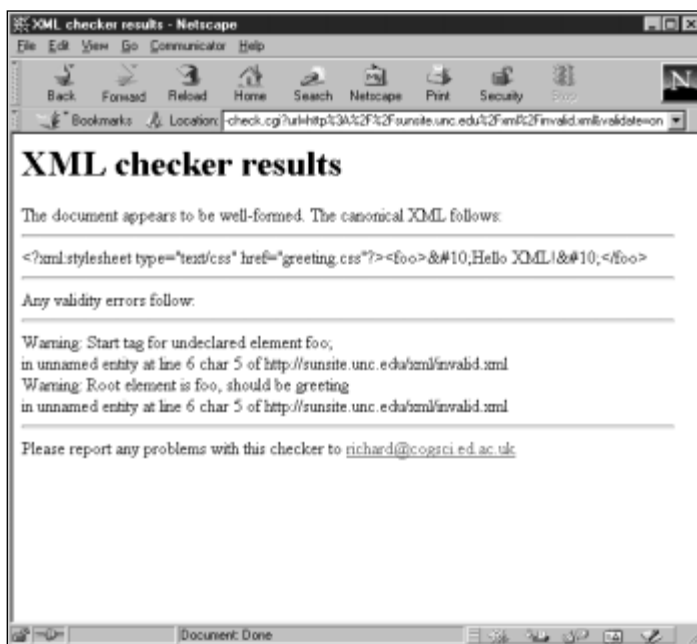 XML checker results - Netscape
File Edit View Go Communicator Help
Back Forward Reload Home Search Netscape Print Security Stop
N
Bookmarks Location: -check.cgi?url=http%3A%2F%2Fsunsite.unc.edu%2Fxml%2Finvalid.xml&validate=on
XML checker results
The document appears to be well-formed. The canonical XML follows:
<?xml:stylesheet type="text/css" href="greeting.css"?><foo>&#10;Hello XML!&#10;</foo>
Any validity errors follow:
Warning: Start tag for undeclared element foo;
in unnamed entity at line 6 char 5 of http://sunsite.unc.edu/xml/invalid.xml
Warning: Root element is foo, should be greeting
in unnamed entity at line 6 char 5 of http://sunsite.unc.edu/xml/invalid.xml
Please report any problems with this checker to richard@cogsci.ed.ac.uk
Document: Done